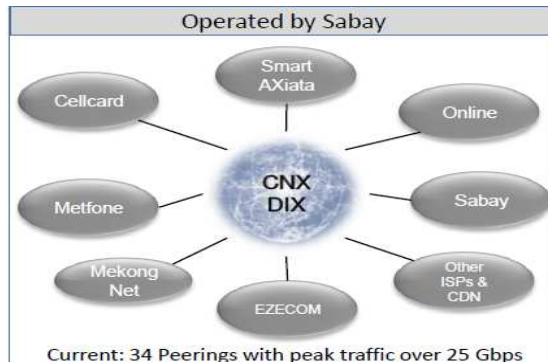 Operated by Sabay
Smart
AXiata
Cellcard
Online
CNX
DIX
Metfone
Sabay
Mekong
Net
Other
ISPs &
CDN
EZECOM
Current: 34 Peerings with peak traffic over 25 Gbps